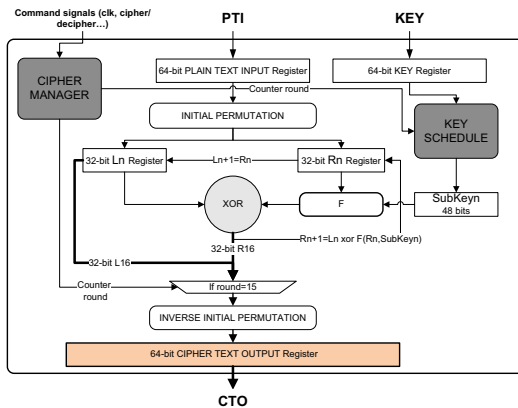 Command signals (clk, cipher/
decipher…)
PTI
KEY
CIPHER
MANAGER
64-bit PLAIN TEXT INPUT Register
64-bit KEY Register
Counter round
INITIAL PERMUTATION
KEY
SCHEDULE
32-bit Ln Register
Ln+1=Rn
32-bit Rn Register
XOR
F
SubKeyn
48 bits
Rn+1=Ln xor F(Rn,SubKeyn)
32-bit R16
32-bit L16
Counter
round
If round=15
INVERSE INITIAL PERMUTATION
64-bit CIPHER TEXT OUTPUT Register
CTO